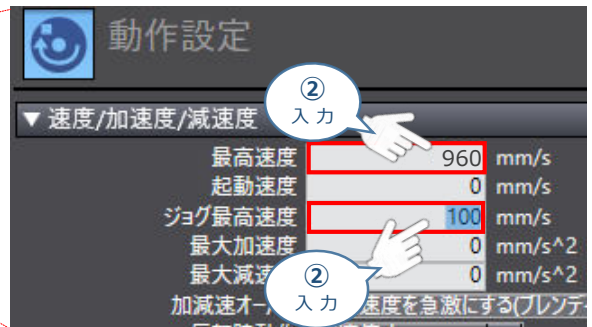 動作設定
②
入力
▼ 速度/加速度/減速度
最高速度 960 mm/s
起動速度 0 mm/s
ジョグ最高速度 100 mm/s
最大加速度 0 mm/s^2
最大減速 0 mm/s^2
②
入力
加減速オー 速度を急激にする(ブレンデ